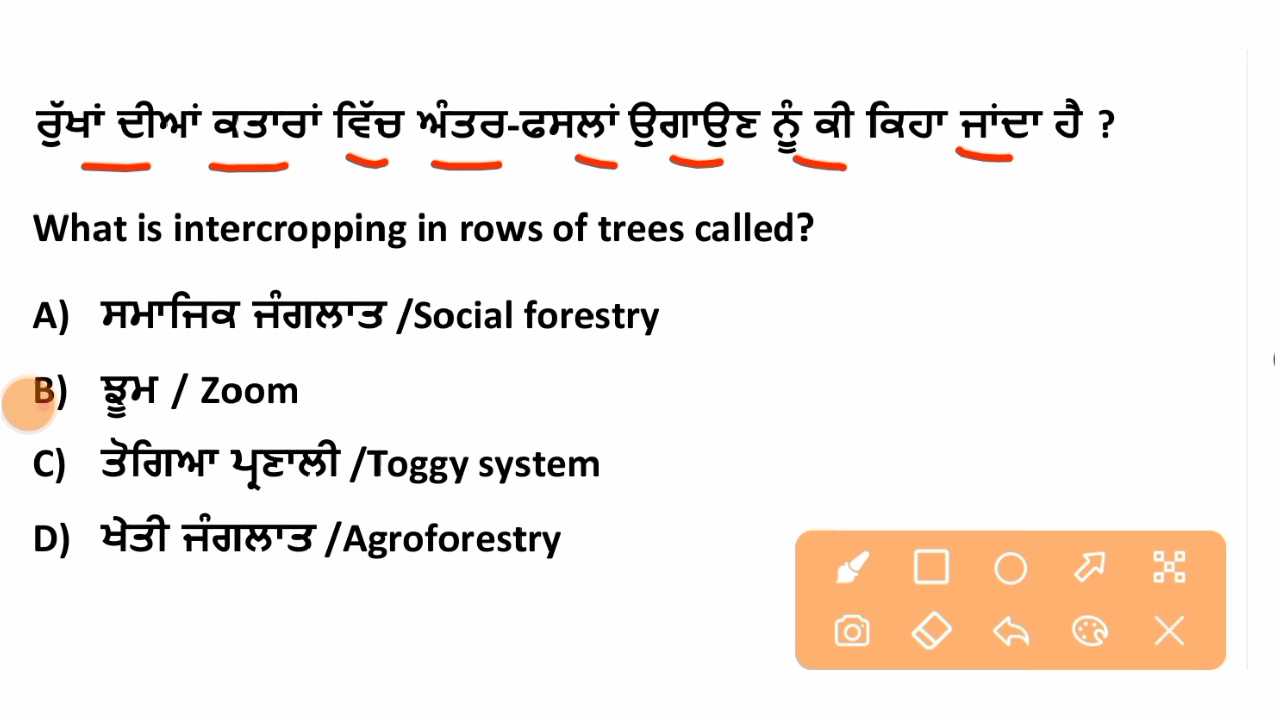 ਰੁੱਖਾਂ ਦੀਆਂ ਕਤਾਰਾਂ ਵਿੱਚ ਅੰਤਰ-ਫਸਲਾਂ ਉਗਾਉਣ ਨੂੰ ਕੀ ਕਿਹਾ ਜਾਂਦਾ ਹੈ ?
What is intercropping in rows of trees called?
A) ਸਮਾਜਿਕ ਜੰਗਲਾਤ /Social forestry
B) ਝੂਮ / Zoom
C) ਤੋਗਿਆ ਪ੍ਰਣਾਲੀ /Toggy system
D) ਖੇਤੀ ਜੰਗਲਾਤ /Agroforestry